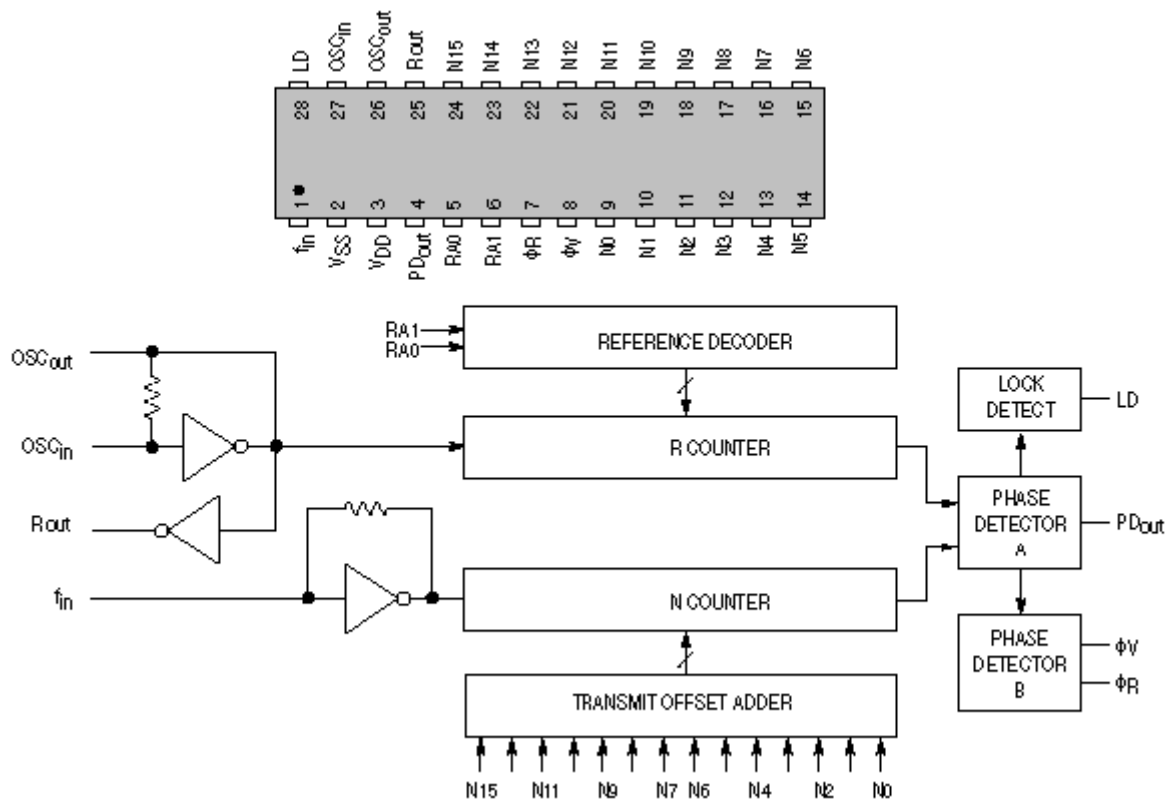 LD OSCin OSCout Rout N15 N14 N13 N12 N11 N10 N9 N8 N7 N6
28 27 26 25 24 23 22 21 20 19 18 17 16 15
1 2 3 4 5 6 7 8 9 10 11 12 13 14
fin VSS VDD PDout RA0 RA1 ΦR ΦV N0 N1 N2 N3 N4 N5
RA1
RA0
REFERENCE DECODER
OSCout
LOCK
DETECT
LD
OSCin
R COUNTER
Rout
PHASE
DETECTOR
A
PDout
fin
N COUNTER
PHASE
DETECTOR
B
ΦV
ΦR
TRANSMIT OFFSET ADDER
N15 N11 N9 N7 N6 N4 N2 N0